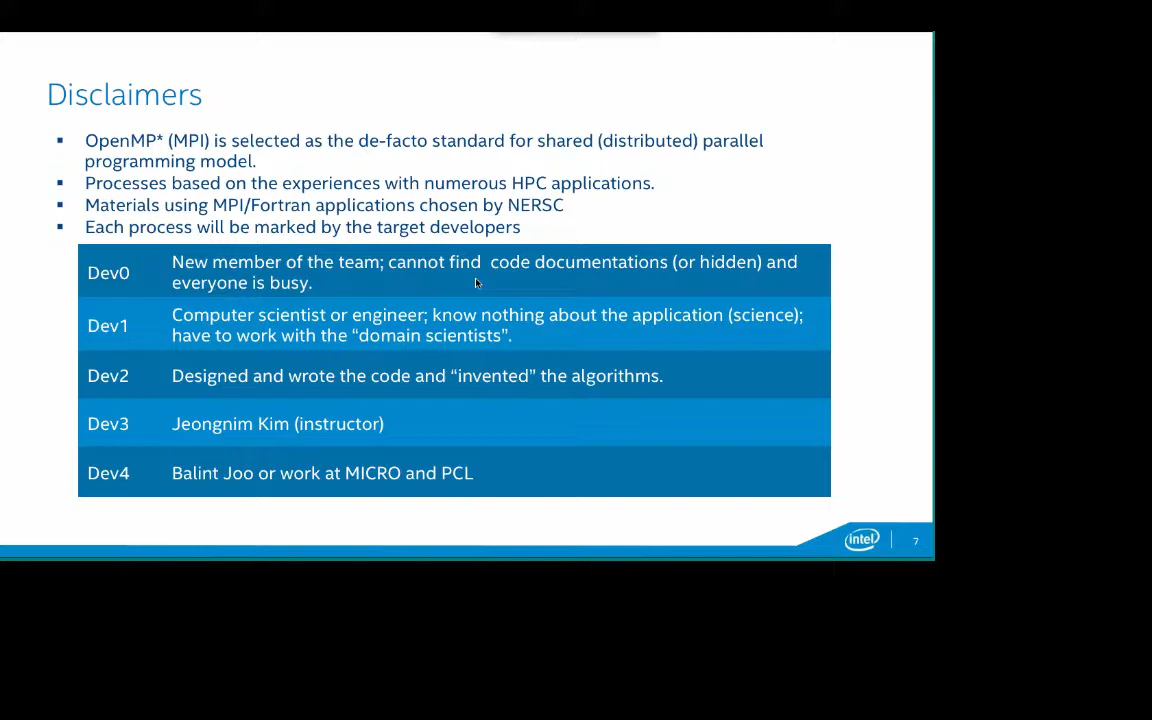 Disclaimers
▪ OpenMP* (MPI) is selected as the de-facto standard for shared (distributed) parallel
programming model.
▪ Processes based on the experiences with numerous HPC applications.
▪ Materials using MPI/Fortran applications chosen by NERSC
▪ Each process will be marked by the target developers
Dev0 New member of the team; cannot find code documentations (or hidden) and
everyone is busy.
Dev1 Computer scientist or engineer; know nothing about the application (science);
have to work with the “domain scientists”.
Dev2 Designed and wrote the code and “invented” the algorithms.
Dev3 Jeongnim Kim (instructor)
Dev4 Balint Joo or work at MICRO and PCL
intel 7